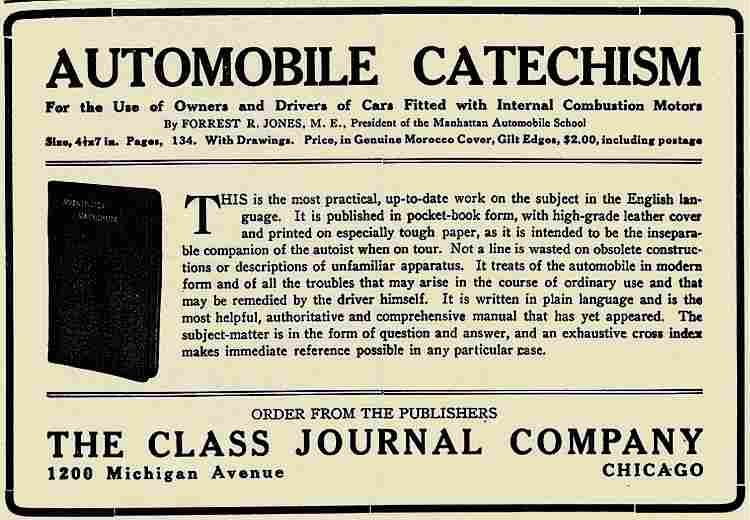 AUTOMOBILE CATECHISM
For the Use of Owners and Drivers of Cars Fitted with Internal Combustion Motors
By FORREST R. JONES, M. E., President of the Manhattan Automobile School
Size, 4½x7 in. Pages, 134. With Drawings. Price, in Genuine Morocco Cover, Gilt Edges, $2.00, including postage
AUTOMOBILE
CATECHISM
THIS is the most practical, up-to-date work on the subject in the English lan-
guage. It is published in pocket-book form, with high-grade leather cover
and printed on especially tough paper, as it is intended to be the insepara-
ble companion of the autoist when on tour. Not a line is wasted on obsolete construc-
tions or descriptions of unfamiliar apparatus. It treats of the automobile in modern
form and of all the troubles that may arise in the course of ordinary use and that
may be remedied by the driver himself. It is written in plain language and is the
most helpful, authoritative and comprehensive manual that has yet appeared. The
subject-matter is in the form of question and answer, and an exhaustive cross index
makes immediate reference possible in any particular case.
ORDER FROM THE PUBLISHERS
THE CLASS JOURNAL COMPANY
1200 Michigan Avenue CHICAGO